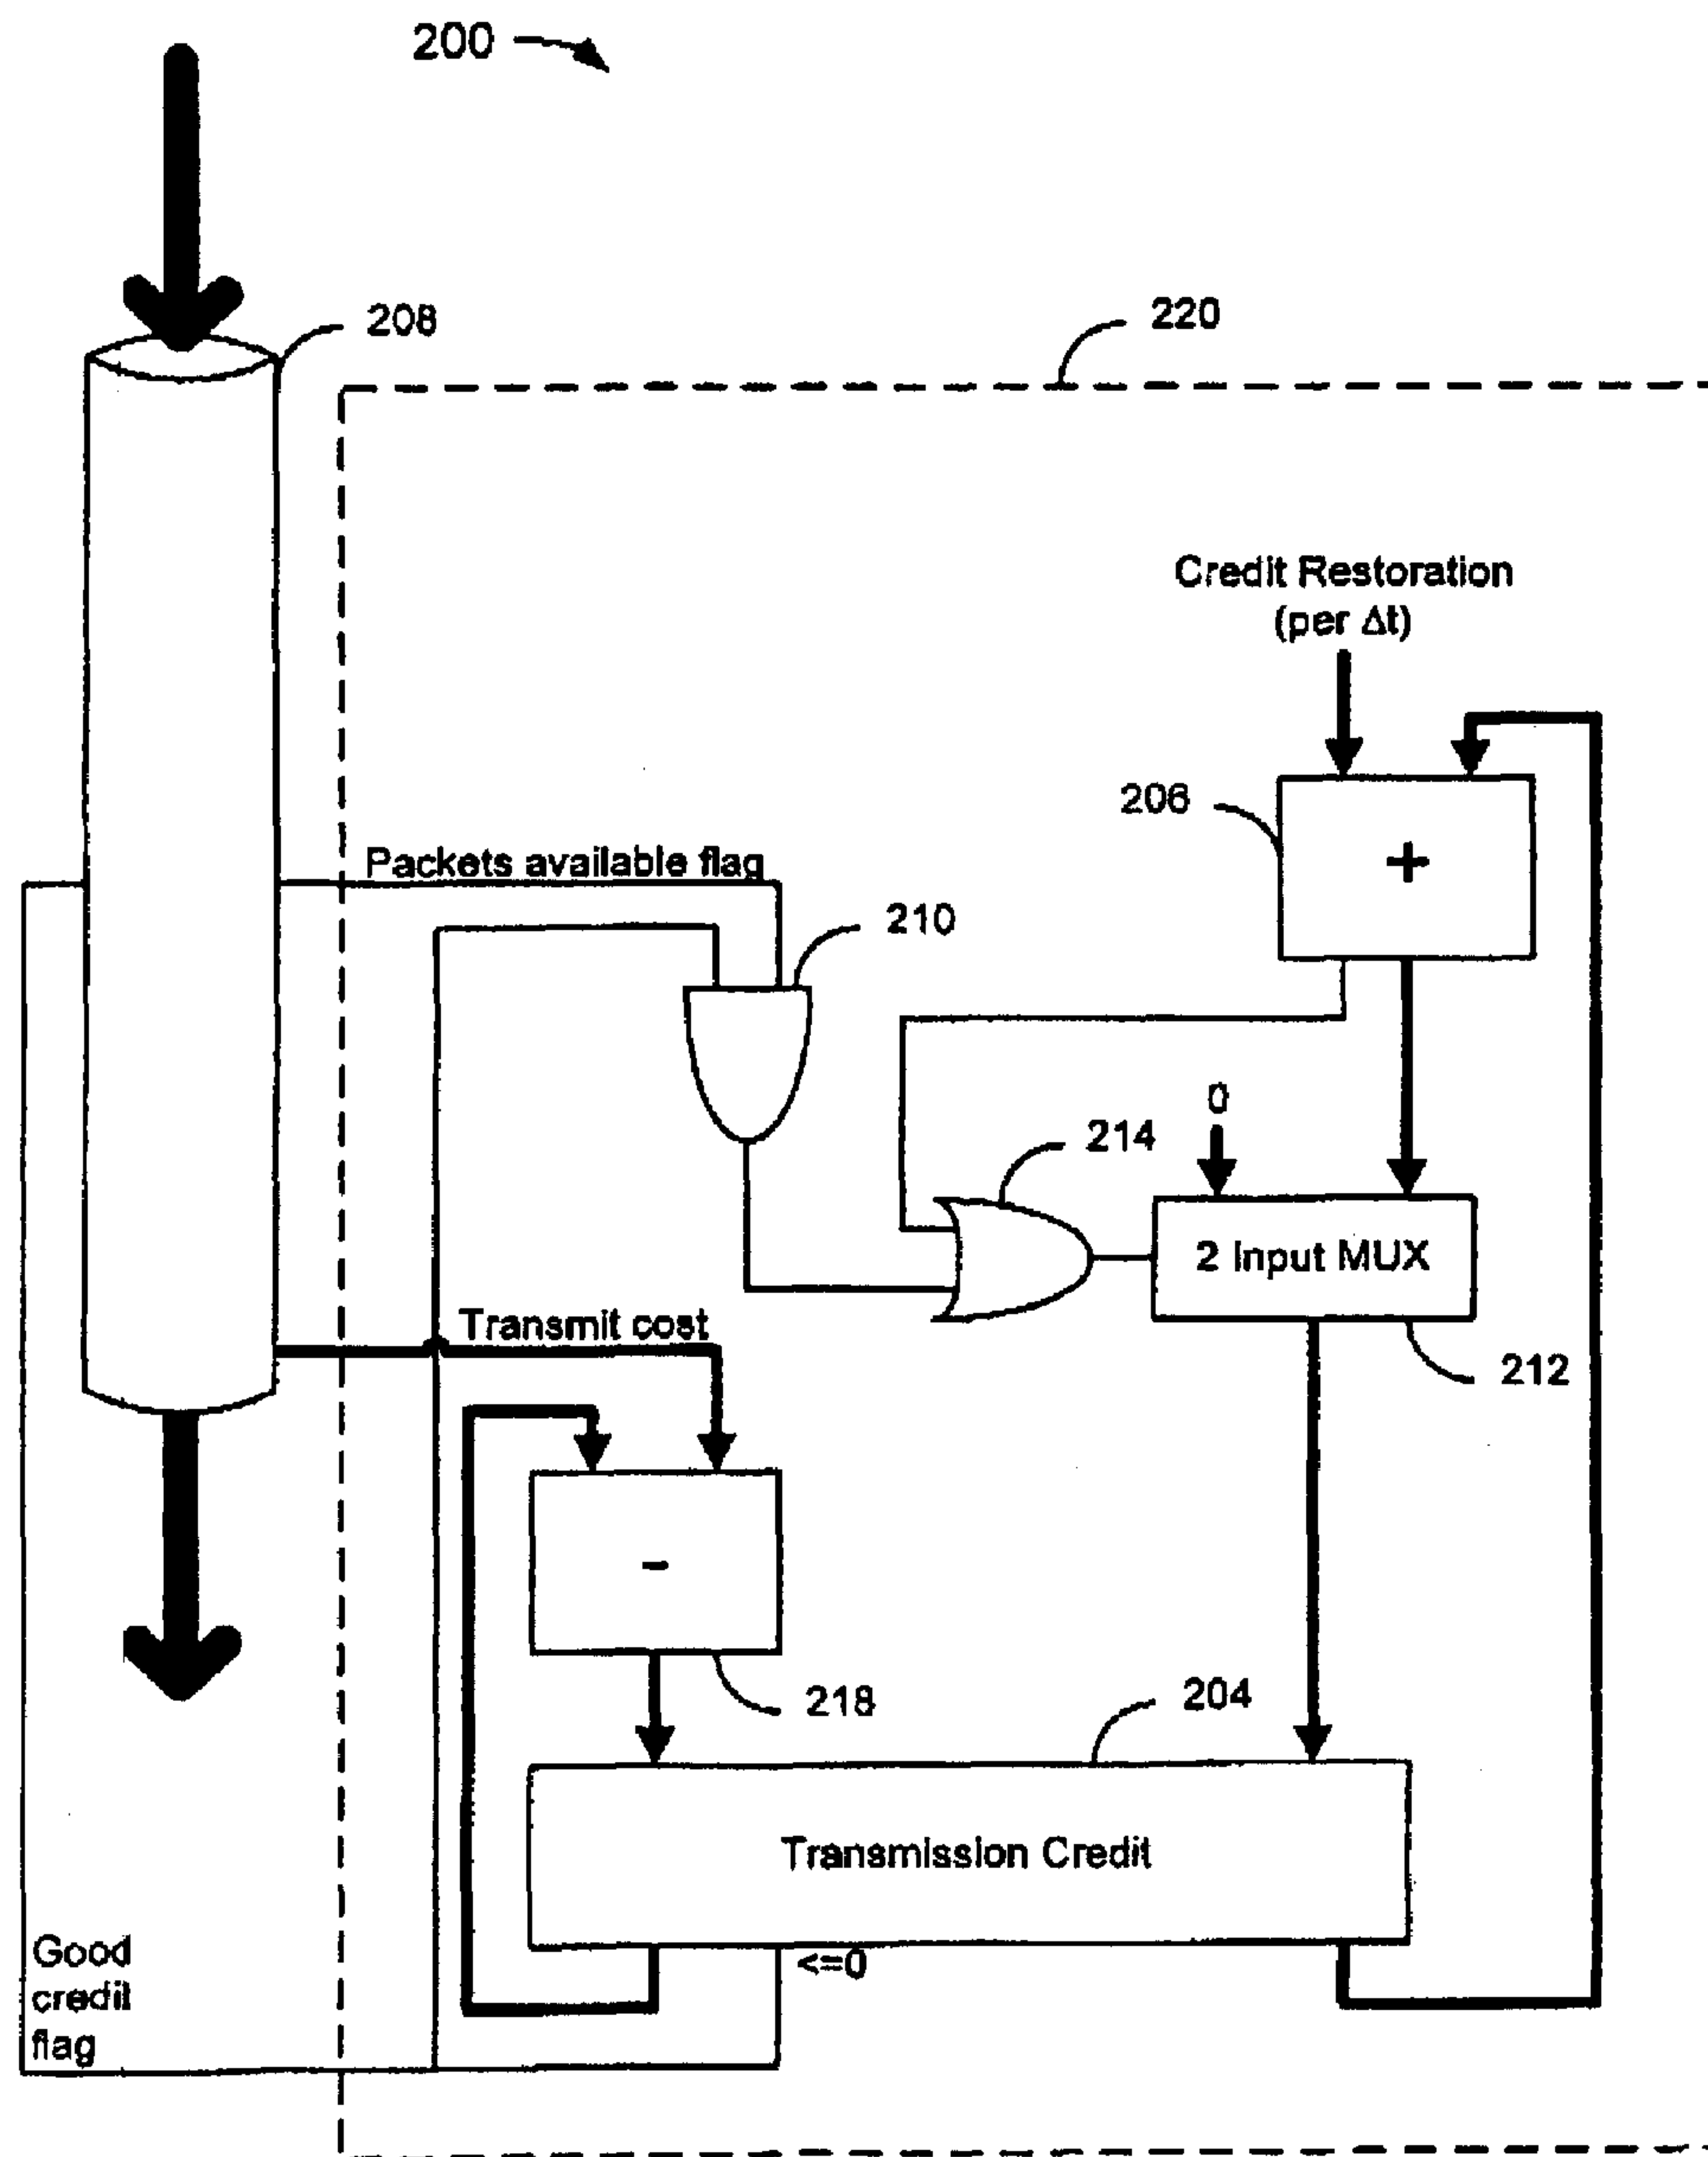 200
208
220
Credit Restoration
(per Δt)
206
+
Packets available flag
210
0
214
2 Input MUX
Transmit cost
212
-
218
204
Transmission Credit
<=0
Good
credit
flag